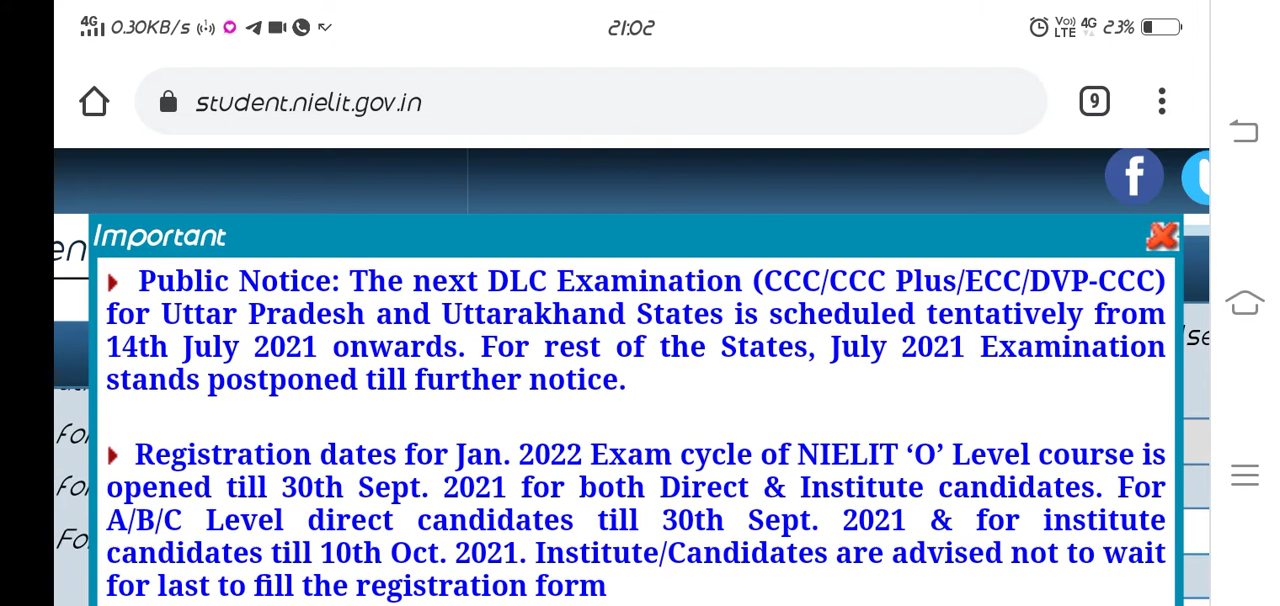 4G 0.30KB/s 21:02 Vo) LTE 4G 23%
student.nielit.gov.in 9
f
en Important
Public Notice: The next DLC Examination (CCC/CCC Plus/ECC/DVP-CCC)
for Uttar Pradesh and Uttarakhand States is scheduled tentatively from
14th July 2021 onwards. For rest of the States, July 2021 Examination
stands postponed till further notice.
For
Registration dates for Jan. 2022 Exam cycle of NIELIT ‘O’ Level course is
opened till 30th Sept. 2021 for both Direct & Institute candidates. For
A/B/C Level direct candidates till 30th Sept. 2021 & for institute
candidates till 10th Oct. 2021. Institute/Candidates are advised not to wait
for last to fill the registration form